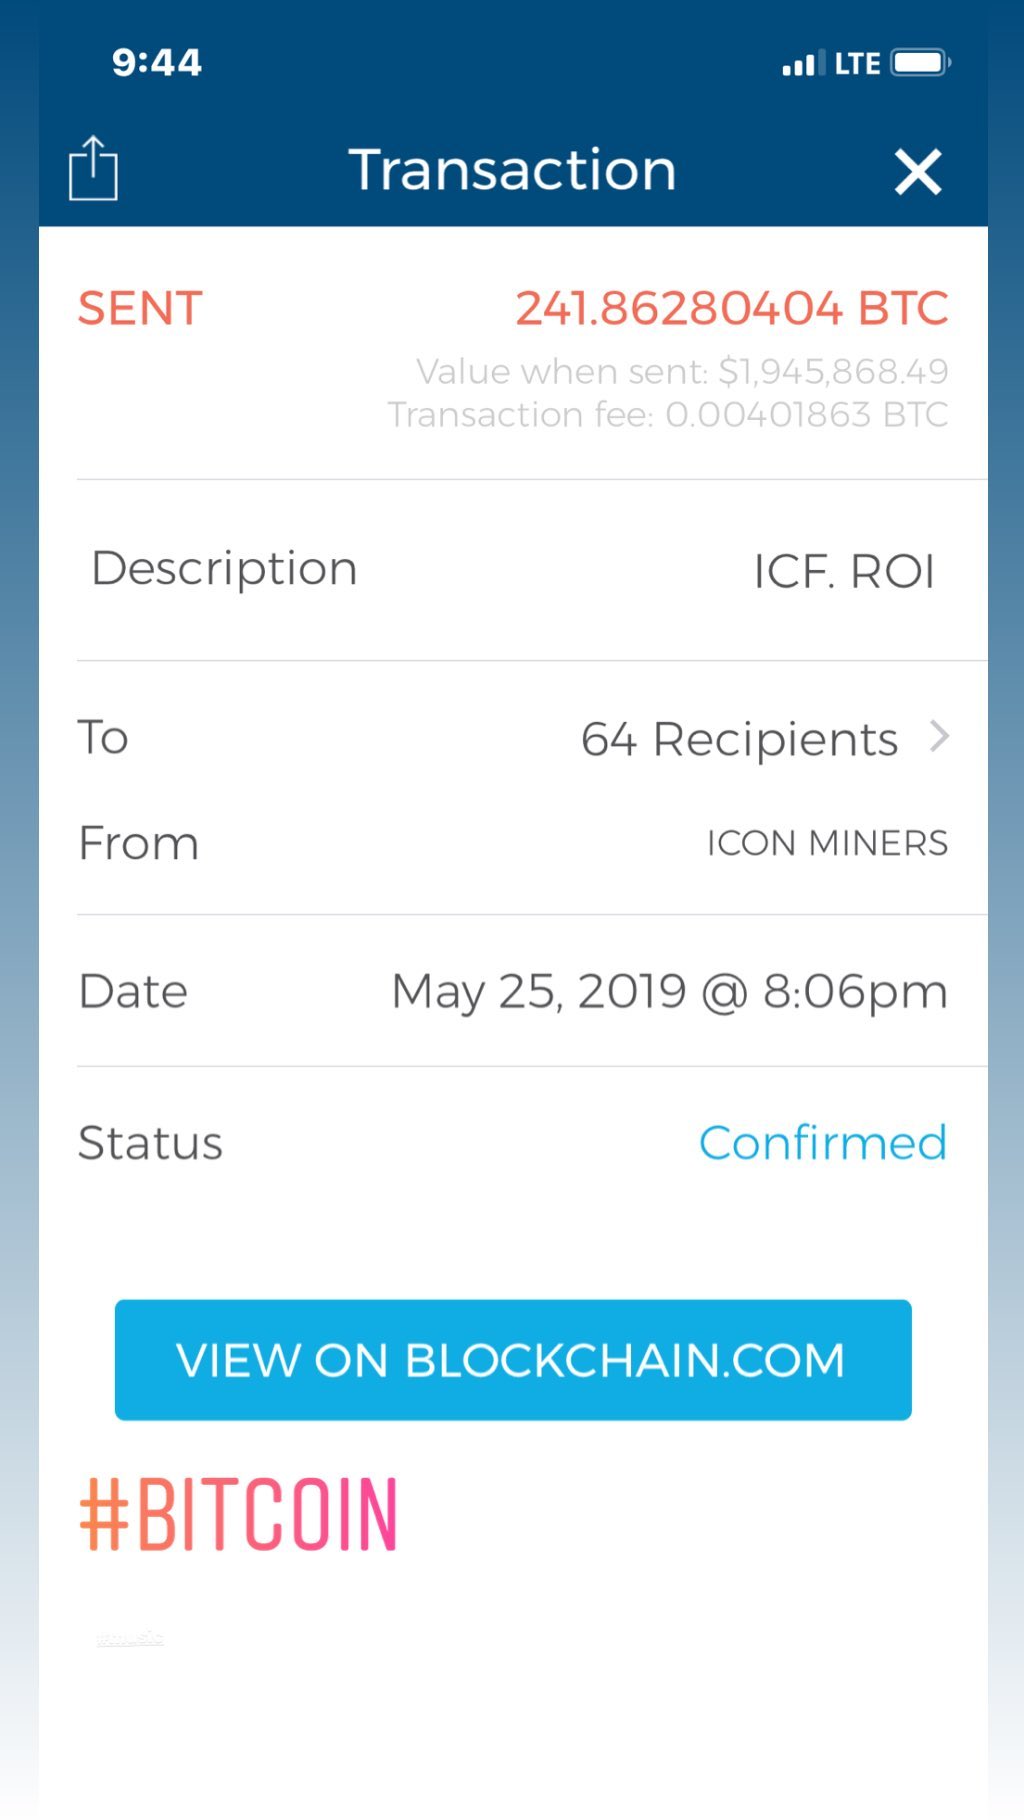 9:44
LTE
Transaction
SENT 241.86280404 BTC
Value when sent: $1,945,868.49
Transaction fee: 0.00401863 BTC
Description ICF. ROI
To 64 Recipients
From ICON MINERS
Date May 25, 2019 @ 8:06pm
Status Confirmed
VIEW ON BLOCKCHAIN.COM
#BITCOIN